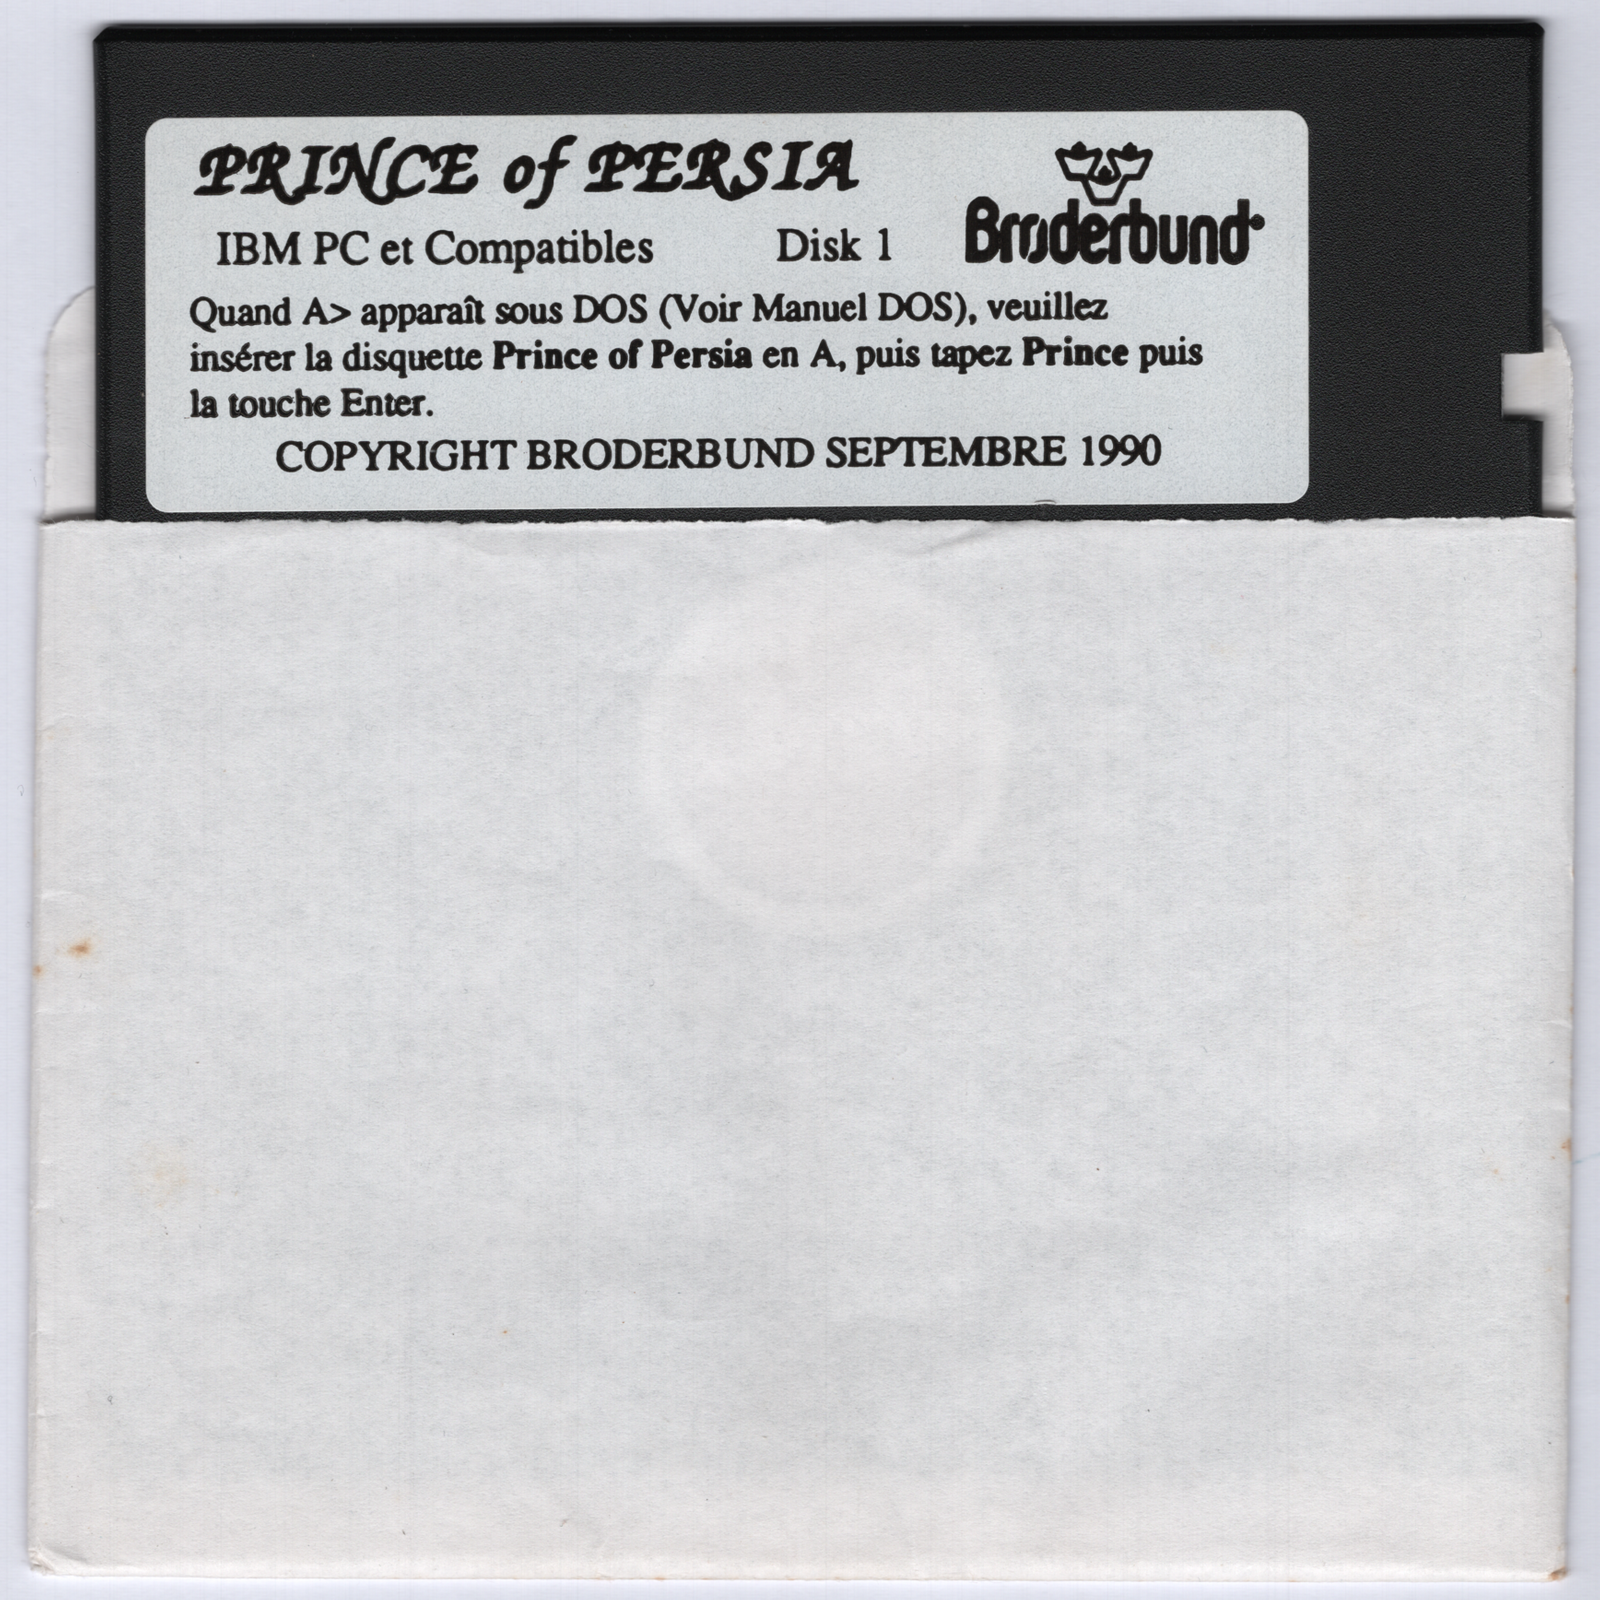 PRINCE of PERSIA
IBM PC et Compatibles Disk 1 Brøderbund
Quand A> apparaît sous DOS (Voir Manuel DOS), veuillez
insérer la disquette Prince of Persia en A, puis tapez Prince puis
la touche Enter.
COPYRIGHT BRODERBUND SEPTEMBRE 1990